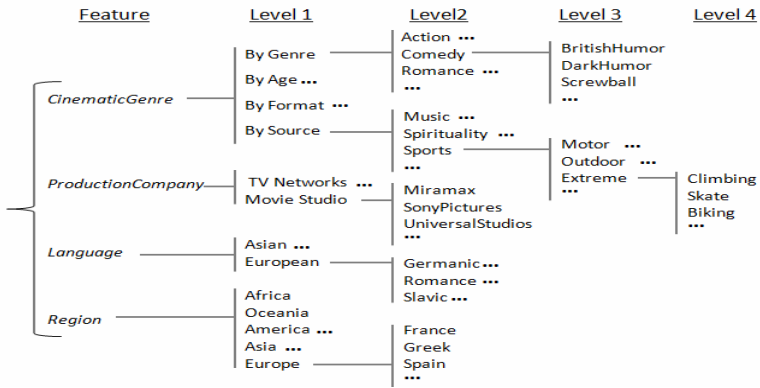 Feature Level 1 Level2 Level 3 Level 4
CinematicGenre
By Genre
By Age ...
By Format ...
By Source
Action ...
Comedy
Romance ...
...
BritishHumor
DarkHumor
Screwball
...
Music ...
Spirituality ...
Sports
...
Motor ...
Outdoor ...
Extreme
...
Climbing
Skate
Biking
...
ProductionCompany
TV Networks ...
Movie Studio
Miramax
SonyPictures
UniversalStudios
...
Language
Asian ...
European
Germanic...
Romance ...
Slavic ...
Region
Africa
Oceania
America ...
Asia ...
Europe
France
Greek
Spain
...